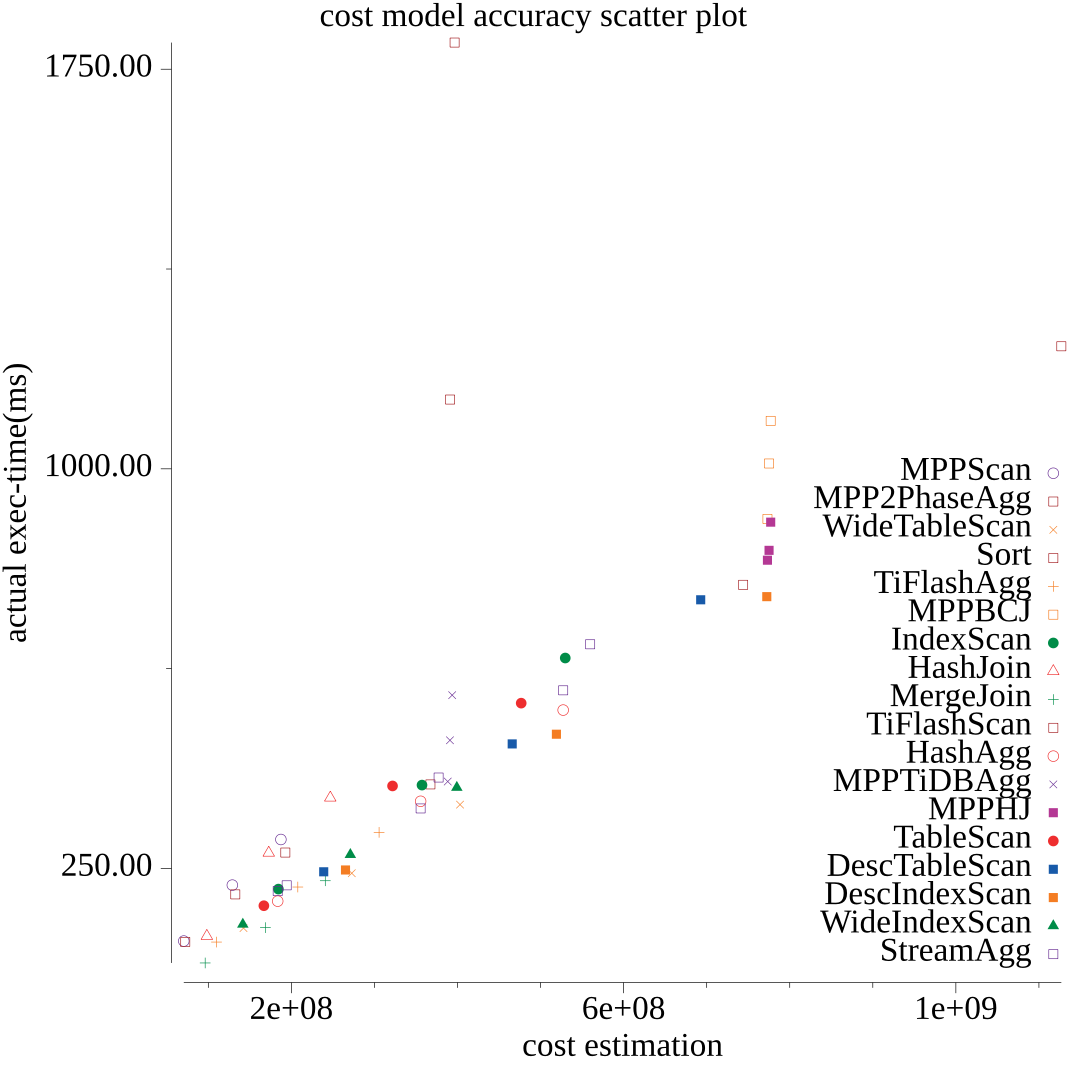 cost model accuracy scatter plot
1750.00
1000.00
250.00
actual exec-time(ms)
MPPScan
MPP2PhaseAgg
WideTableScan
Sort
TiFlashAgg
MPPBCJ
IndexScan
HashJoin
MergeJoin
TiFlashScan
HashAgg
MPPTiDBAgg
MPPHJ
TableScan
DescTableScan
DescIndexScan
WideIndexScan
StreamAgg
2e+08 6e+08 1e+09
cost estimation